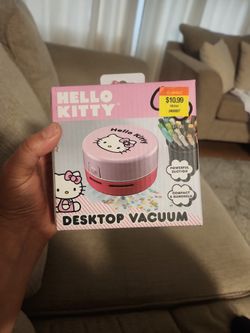 HELLO
KITTY
$10.99
Hello Kitty
POWERFUL
SUCTION
COMPACT &
HANDHELD
DESKTOP VACUUM